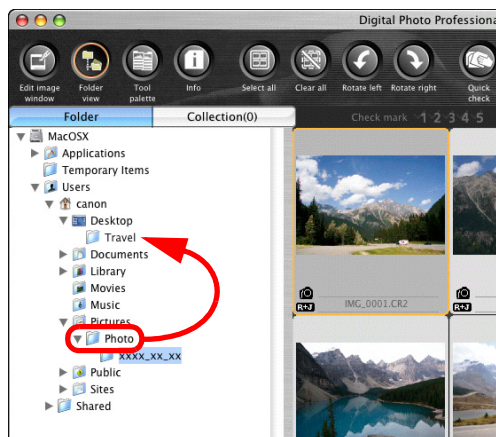 Digital Photo Professiona
Edit image window
Folder view
Tool palette
Info
Select all
Clear all
Rotate left
Rotate right
Quick check
Folder
Collection(0)
Check mark 1 2 3 4 5
MacOSX
Applications
Temporary Items
Users
canon
Desktop
Travel
Documents
Library
Movies
Music
Pictures
Photo
xxxx_xx_xx
Public
Sites
Shared
R+J
IMG_0001.CR2
R+J